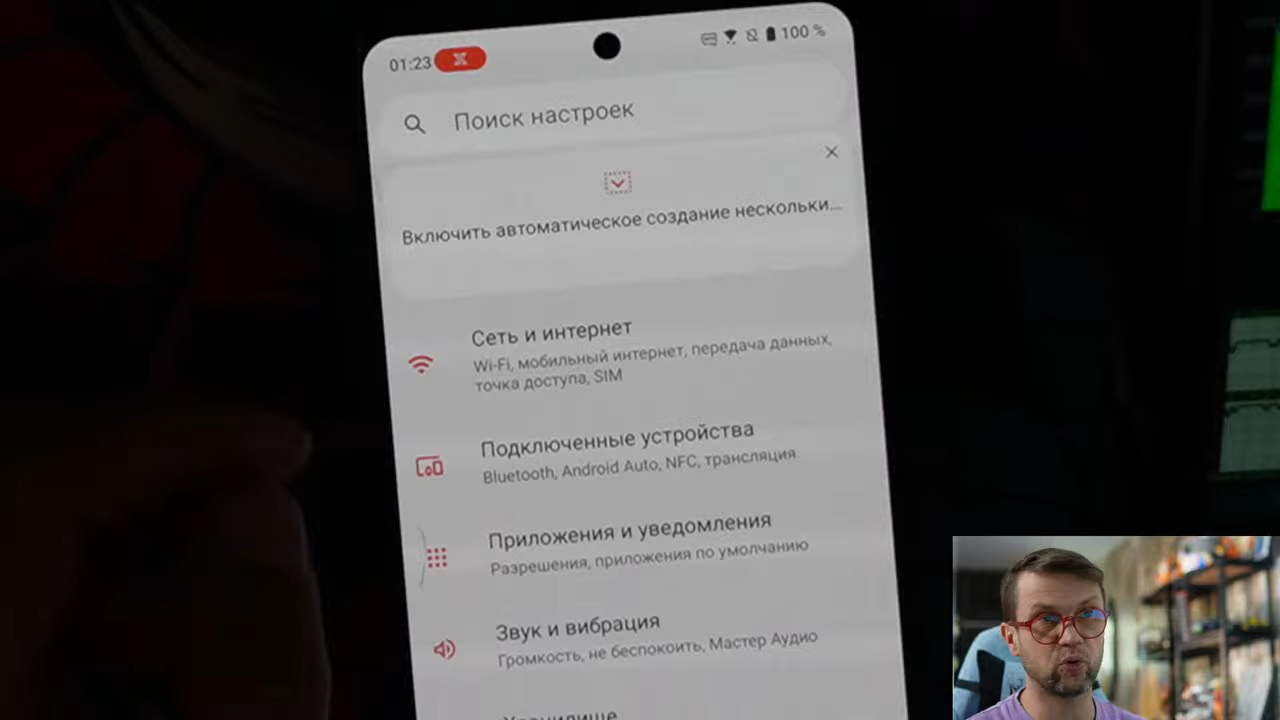 01:23
100 %
Поиск настроек
Включить автоматическое создание нескольки...
Сеть и интернет
Wi-Fi, мобильный интернет, передача данных,
точка доступа, SIM
Подключенные устройства
Bluetooth, Android Auto, NFC, трансляция
Приложения и уведомления
Разрешения, приложения по умолчанию
Звук и вибрация
Громкость, не беспокоить, Мастер Аудио